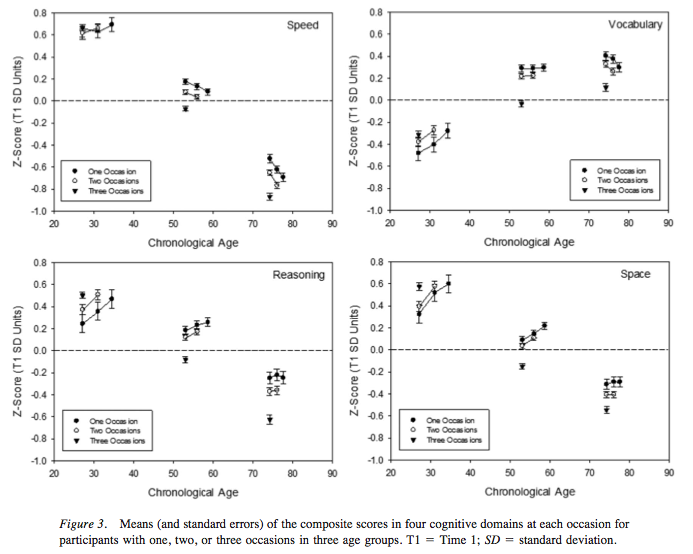 Speed
Z-Score (T1 SD Units)
0.8
0.6
0.4
0.2
0.0
-0.2
-0.4
-0.6
-0.8
-1.0
One Occasion
Two Occasions
Three Occasions
20 30 40 50 60 70 80 90
Chronological Age
Vocabulary
Z-Score (T1 SD Units)
0.8
0.6
0.4
0.2
0.0
-0.2
-0.4
-0.6
-0.8
-1.0
One Occasion
Two Occasions
Three Occasions
20 30 40 50 60 70 80 90
Chronological Age
Reasoning
Z-Score (T1 SD Units)
0.8
0.6
0.4
0.2
0.0
-0.2
-0.4
-0.6
-0.8
-1.0
One Occasion
Two Occasions
Three Occasions
20 30 40 50 60 70 80 90
Chronological Age
Space
Z-Score (T1 SD Units)
0.8
0.6
0.4
0.2
0.0
-0.2
-0.4
-0.6
-0.8
-1.0
One Occasion
Two Occasions
Three Occasions
20 30 40 50 60 70 80 90
Chronological Age
Figure 3. Means (and standard errors) of the composite scores in four cognitive domains at each occasion for
participants with one, two, or three occasions in three age groups. T1 = Time 1; SD = standard deviation.